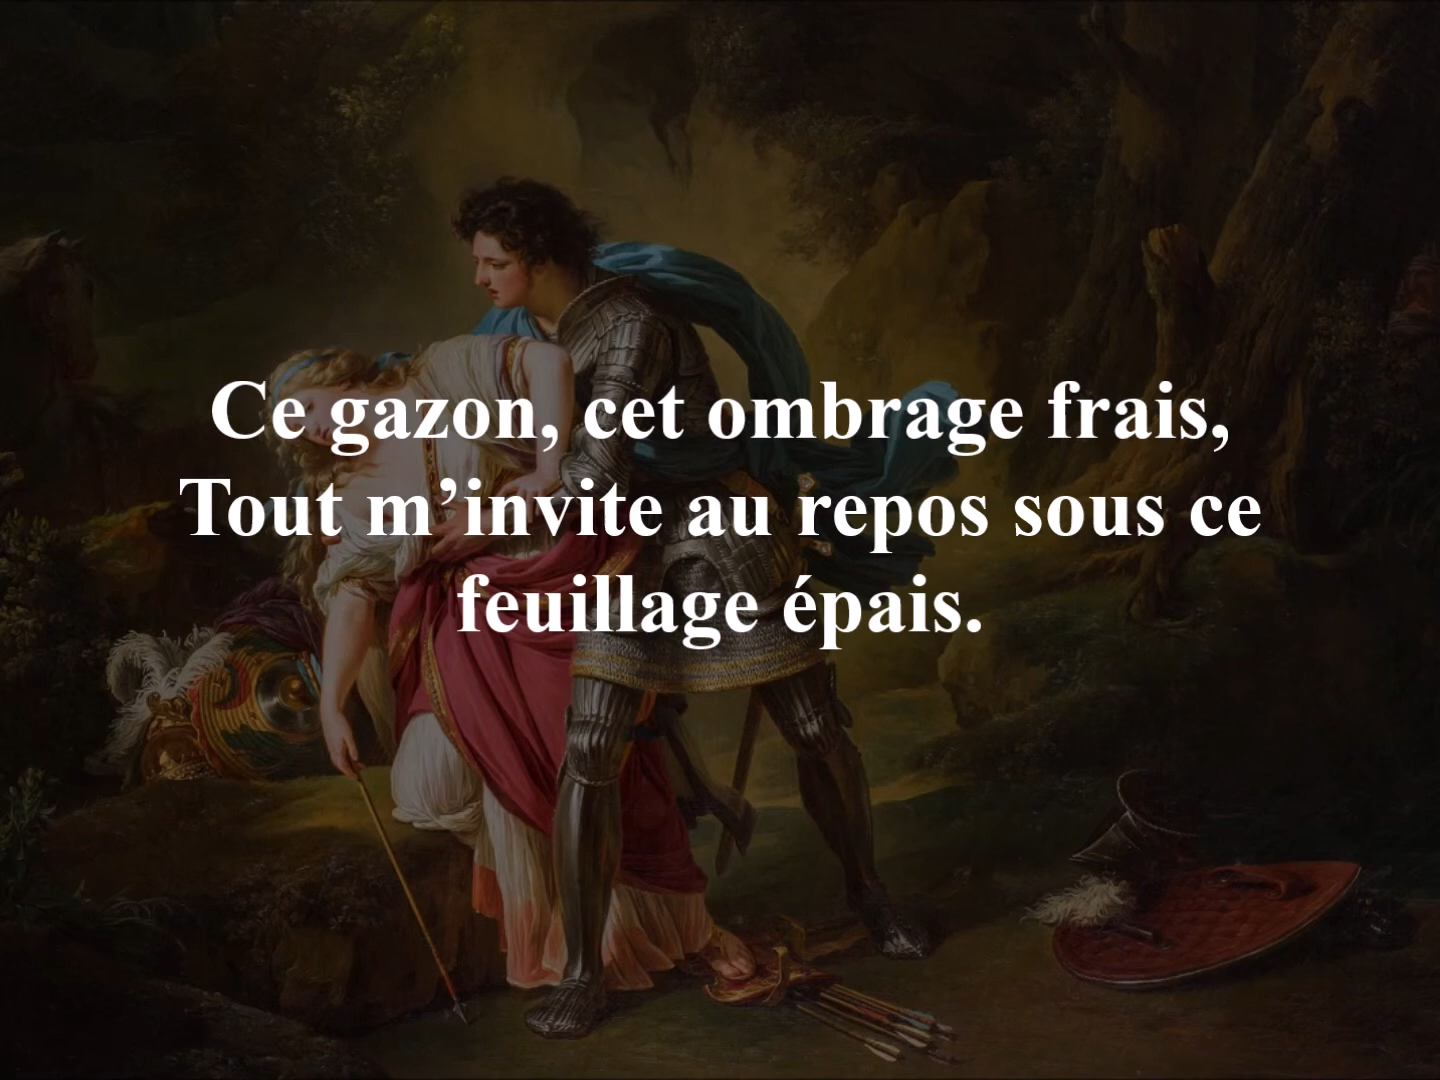 Ce gazon, cet ombrage frais,
Tout m’invite au repos sous ce
feuillage épais.